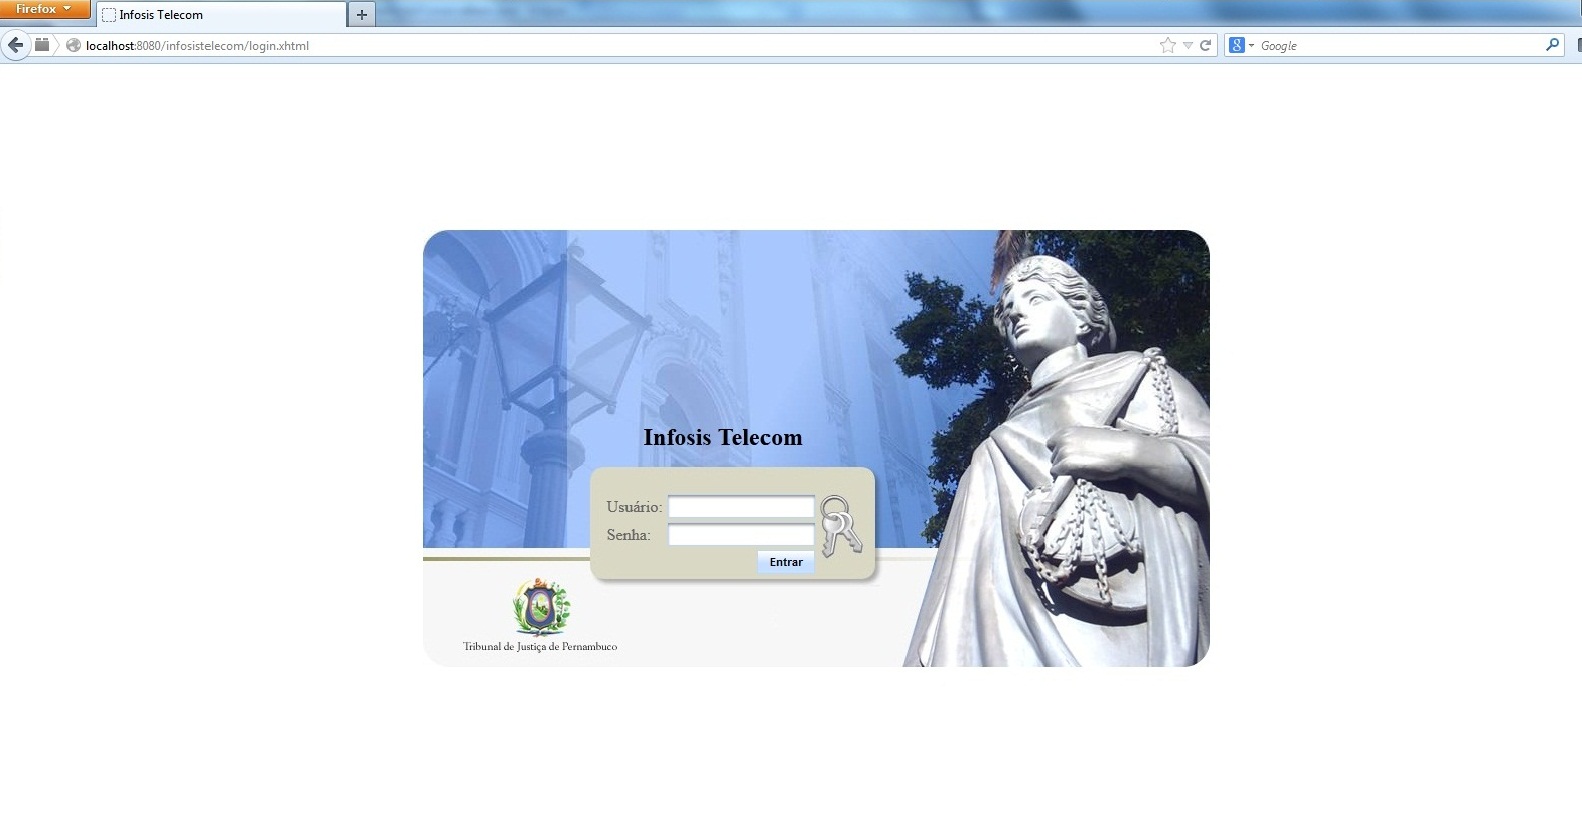 Firefox
Infosis Telecom
localhost:8080/infosistelecom/login.xhtml
Google
Infosis Telecom
Usuário:
Senha:
Entrar
Tribunal de Justiça de Pernambuco